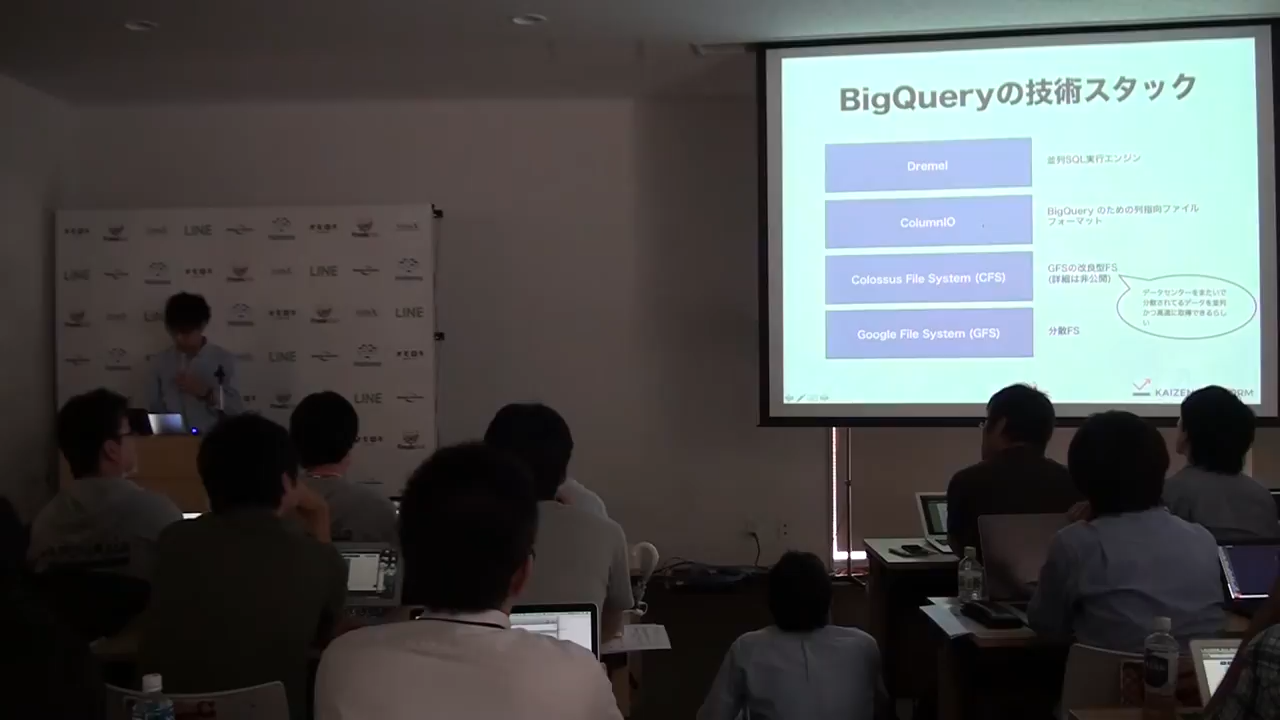 BigQueryの技術スタック
Dremel
並列SQL実行エンジン
ColumnIO
BigQuery のための列指向ファイル
フォーマット
Colossus File System (CFS)
GFSの改良型FS
(詳細は非公開)
データセンターをまたいで
分散されてるデータを並列
かつ高速に取得できるらし
い
Google File System (GFS)
分散FS
KAIZEN
LINE
LINE
LINE
LINE
LINE
LINE